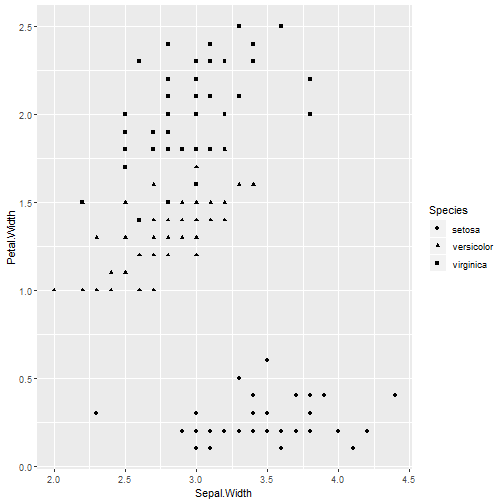 2.5
2.0
1.5
1.0
0.5
0.0
Petal.Width
2.0 2.5 3.0 3.5 4.0 4.5
Sepal.Width
Species
setosa
versicolor
virginica